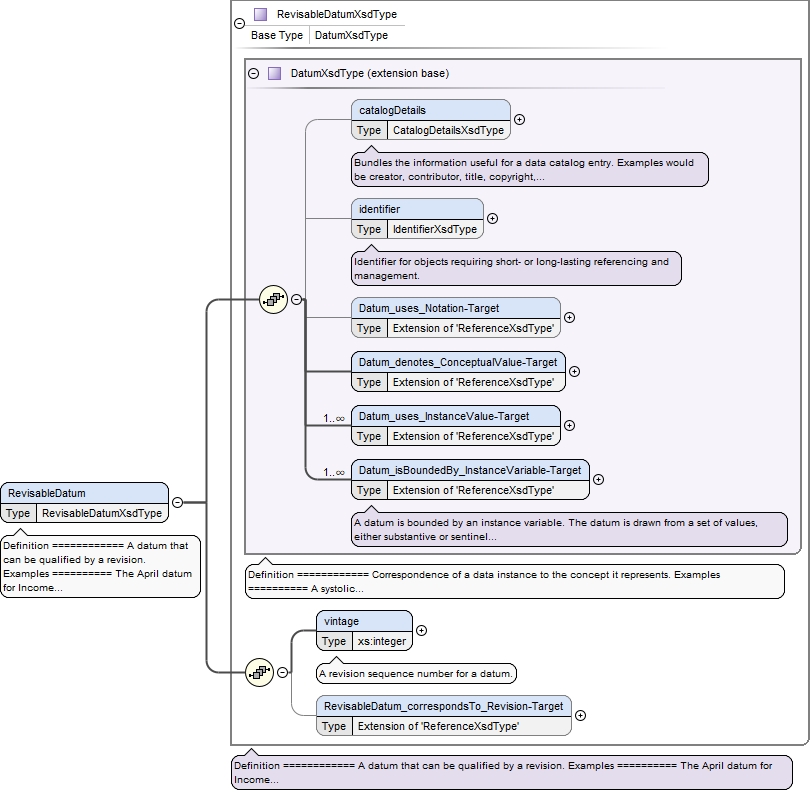 RevisableDatumXsdType
Base Type DatumXsdType
DatumXsdType (extension base)
catalogDetails
Type CatalogDetailsXsdType
Bundles the information useful for a data catalog entry. Examples would
be creator, contributor, title, copyright,...
identifier
Type IdentifierXsdType
Identifier for objects requiring short- or long-lasting referencing and
management.
Datum_uses_Notation-Target
Type Extension of 'ReferenceXsdType'
Datum_denotes_ConceptualValue-Target
Type Extension of 'ReferenceXsdType'
1..∞
Datum_uses_InstanceValue-Target
Type Extension of 'ReferenceXsdType'
1..∞
Datum_isBoundedBy_InstanceVariable-Target
Type Extension of 'ReferenceXsdType'
A datum is bounded by an instance variable. The datum is drawn from a set of values,
either substantive or sentinel...
RevisableDatum
Type RevisableDatumXsdType
Definition ============ A datum that
can be qualified by a revision.
Examples ========== The April datum
for Income...
Definition ============ Correspondence of a data instance to the concept it represents. Examples
========== A systolic...
vintage
Type xs:integer
A revision sequence number for a datum.
RevisableDatum_correspondsTo_Revision-Target
Type Extension of 'ReferenceXsdType'
Definition ============ A datum that can be qualified by a revision. Examples ========== The April datum for
Income...